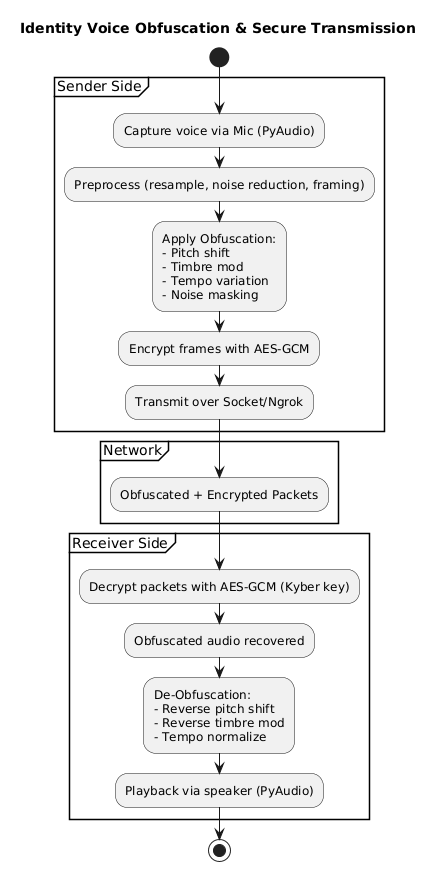 Identity Voice Obfuscation & Secure Transmission
Sender Side
Capture voice via Mic (PyAudio)
Preprocess (resample, noise reduction, framing)
Apply Obfuscation:
- Pitch shift
- Timbre mod
- Tempo variation
- Noise masking
Encrypt frames with AES-GCM
Transmit over Socket/Ngrok
Network
Obfuscated + Encrypted Packets
Receiver Side
Decrypt packets with AES-GCM (Kyber key)
Obfuscated audio recovered
De-Obfuscation:
- Reverse pitch shift
- Reverse timbre mod
- Tempo normalize
Playback via speaker (PyAudio)